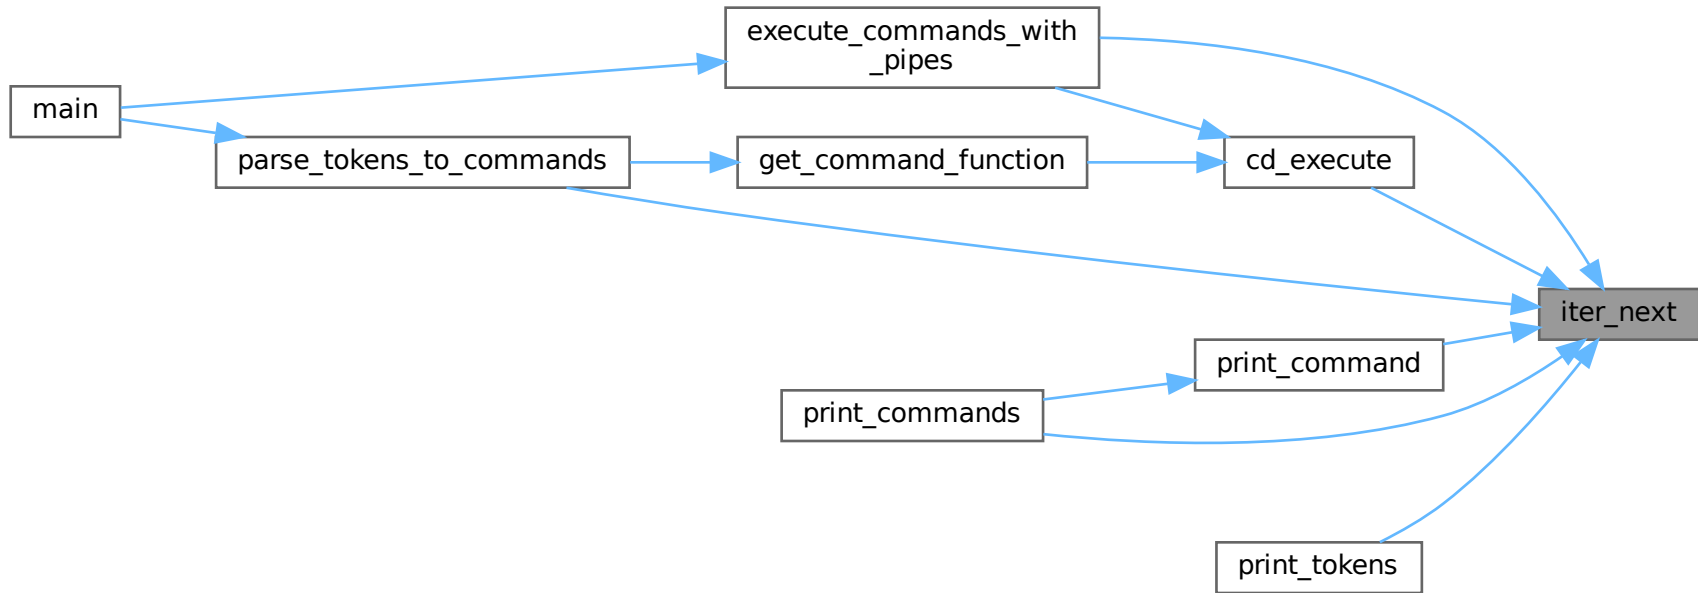 execute_commands_with
_pipes
main
parse_tokens_to_commands
get_command_function
cd_execute
iter_next
print_command
print_commands
print_tokens